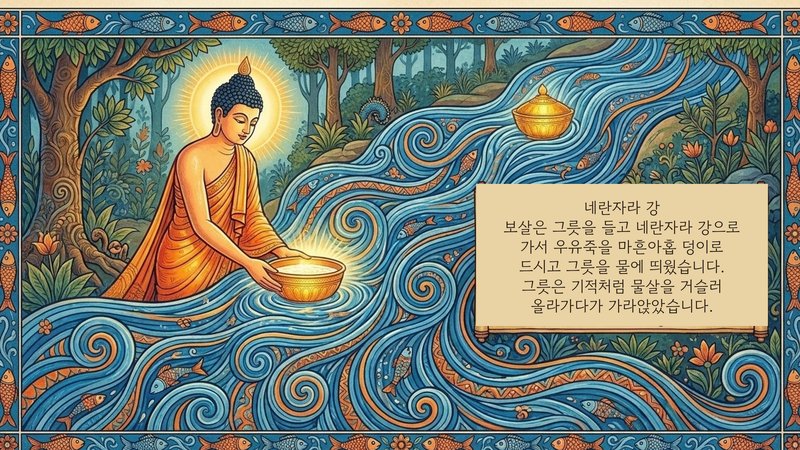 네란자라 강
보살은 그릇을 들고 네란자라 강으로
가서 우유죽을 마흔아홉 덩이로
드시고 그릇을 물에 띄웠습니다.
그릇은 기적처럼 물살을 거슬러
올라가다가 가라앉았습니다.